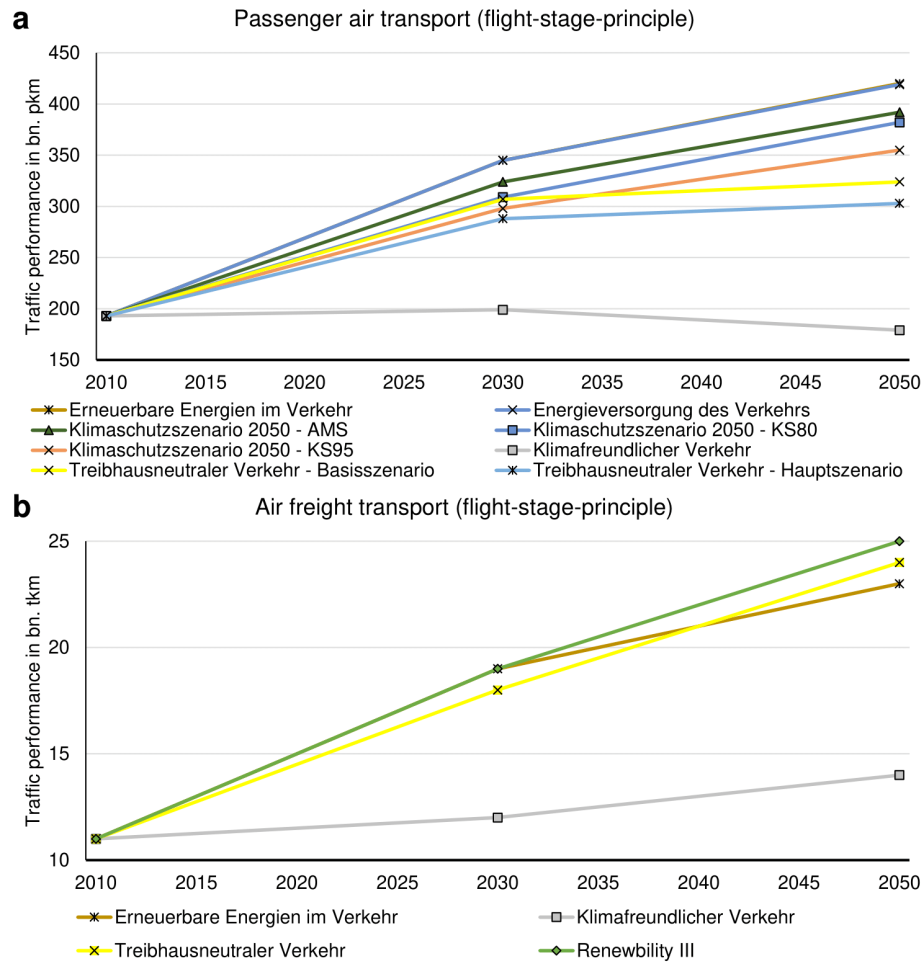 a
Passenger air transport (flight-stage-principle)
Traffic performance in bn. pkm
450
400
350
300
250
200
150
2010 2015 2020 2025 2030 2035 2040 2045 2050
Erneuerbare Energien im Verkehr Energieversorgung des Verkehrs
Klimaschutzszenario 2050 - AMS Klimaschutzszenario 2050 - KS80
Klimaschutzszenario 2050 - KS95 Klimafreundlicher Verkehr
Treibhausneutraler Verkehr - Basisszenario Treibhausneutraler Verkehr - Hauptszenario
b
Air freight transport (flight-stage-principle)
Traffic performance in bn. tkm
25
20
15
10
2010 2015 2020 2025 2030 2035 2040 2045 2050
Erneuerbare Energien im Verkehr Klimafreundlicher Verkehr
Treibhausneutraler Verkehr Renewbility III